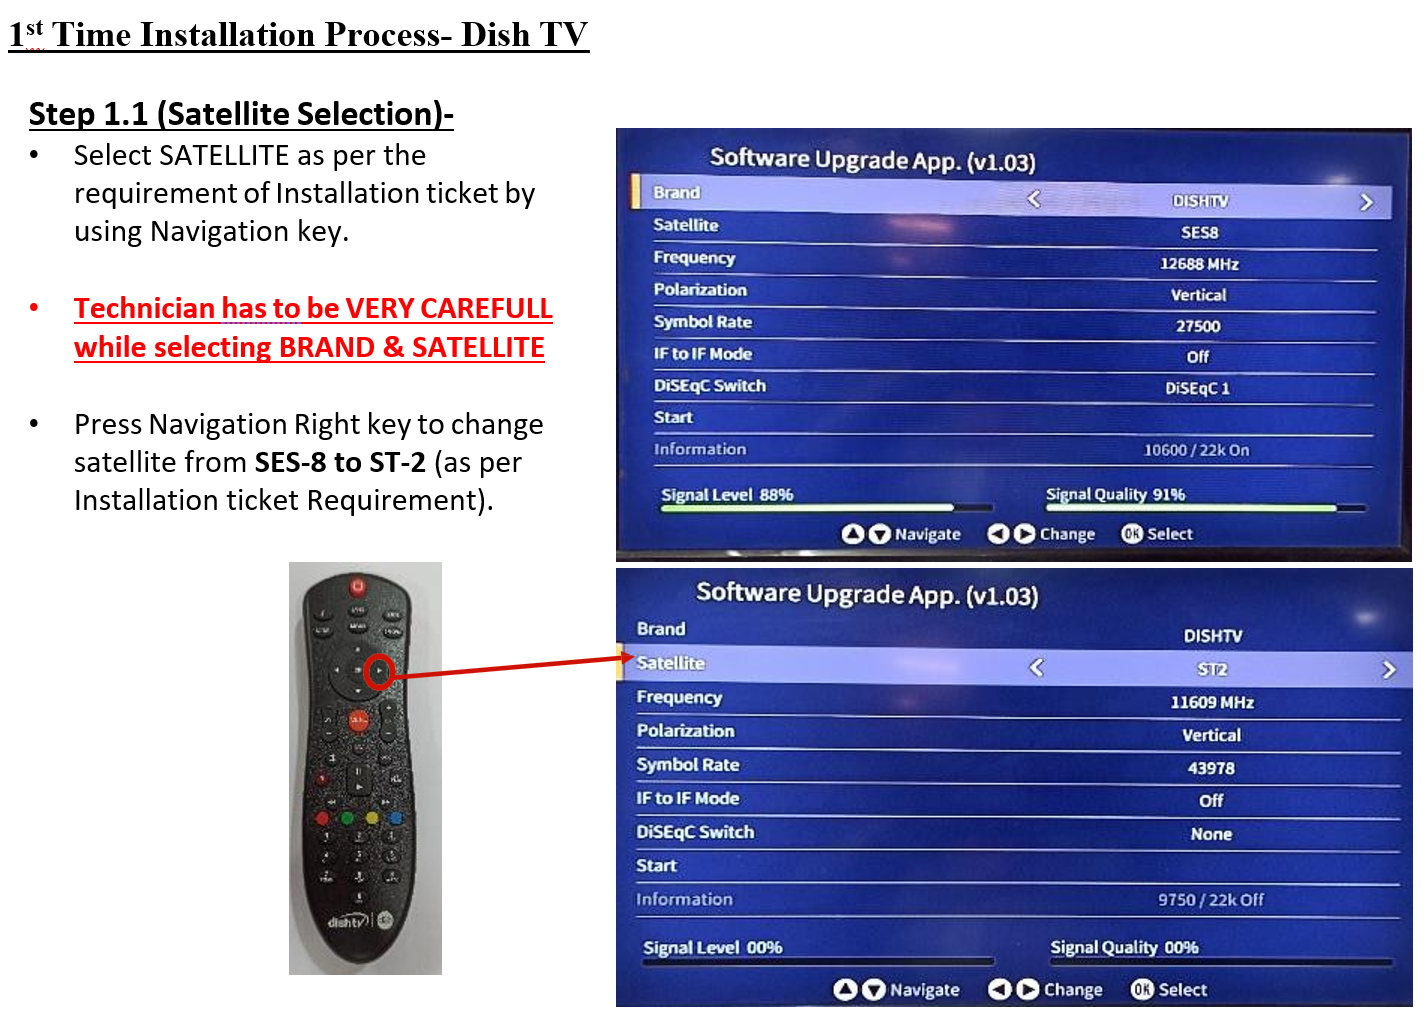 1st Time Installation Process- Dish TV
Step 1.1 (Satellite Selection)-
• Select SATELLITE as per the
requirement of Installation ticket by
using Navigation key.
• Technician has to be VERY CAREFULL
while selecting BRAND & SATELLITE
• Press Navigation Right key to change
satellite from SES-8 to ST-2 (as per
Installation ticket Requirement).
Software Upgrade App. (v1.03)
Brand DISHTV
Satellite SES8
Frequency 12688 MHz
Polarization Vertical
Symbol Rate 27500
IF to IF Mode Off
DiSEqC Switch DiSEqC 1
Start
Information 10600 / 22k On
Signal Level 88% Signal Quality 91%
Navigate Change OK Select
Software Upgrade App. (v1.03)
Brand DISHTV
Satellite ST2
Frequency 11609 MHz
Polarization Vertical
Symbol Rate 43978
IF to IF Mode Off
DiSEqC Switch None
Start
Information 9750 / 22k Off
Signal Level 00% Signal Quality 00%
Navigate Change OK Select
dishtv